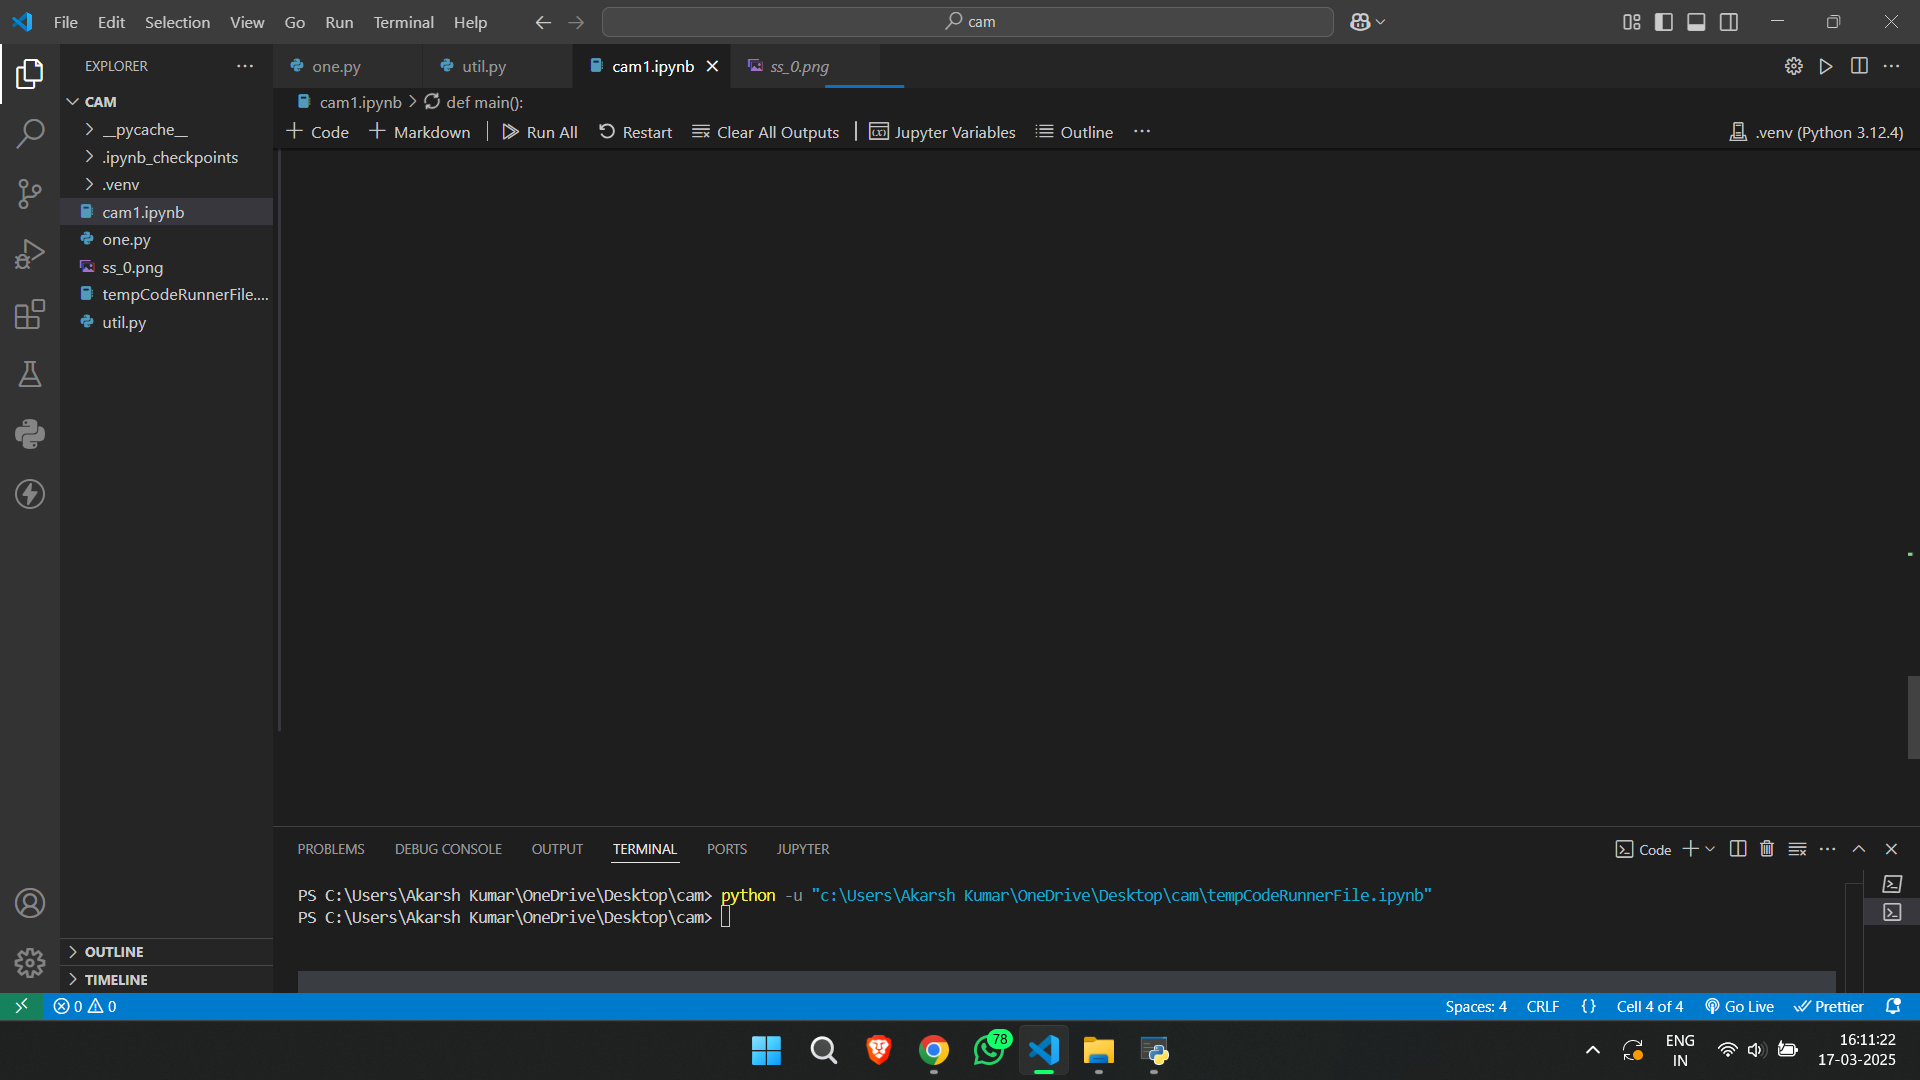 File Edit Selection View Go Run Terminal Help
cam
EXPLORER
CAM
__pycache__
.ipynb_checkpoints
.venv
cam1.ipynb
one.py
ss_0.png
tempCodeRunnerFile....
util.py
OUTLINE
TIMELINE
one.py util.py cam1.ipynb ss_0.png
cam1.ipynb > def main():
Code Markdown Run All Restart Clear All Outputs Jupyter Variables Outline ... .venv (Python 3.12.4)
PROBLEMS DEBUG CONSOLE OUTPUT TERMINAL PORTS JUPYTER Code
PS C:\Users\Akarsh Kumar\OneDrive\Desktop\cam> python -u "c:\Users\Akarsh Kumar\OneDrive\Desktop\cam\tempCodeRunnerFile.ipynb"
PS C:\Users\Akarsh Kumar\OneDrive\Desktop\cam>
0 0 Spaces: 4 CRLF {} Cell 4 of 4 Go Live Prettier
78
ENG
IN
16:11:22
17-03-2025